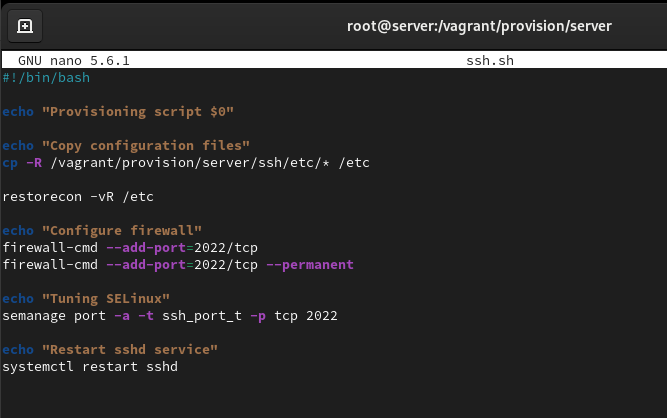 root@server:/vagrant/provision/server
GNU nano 5.6.1 ssh.sh
#!/bin/bash
echo "Provisioning script $0"
echo "Copy configuration files"
cp -R /vagrant/provision/server/ssh/etc/* /etc
restorecon -vR /etc
echo "Configure firewall"
firewall-cmd --add-port=2022/tcp
firewall-cmd --add-port=2022/tcp --permanent
echo "Tuning SELinux"
semanage port -a -t ssh_port_t -p tcp 2022
echo "Restart sshd service"
systemctl restart sshd